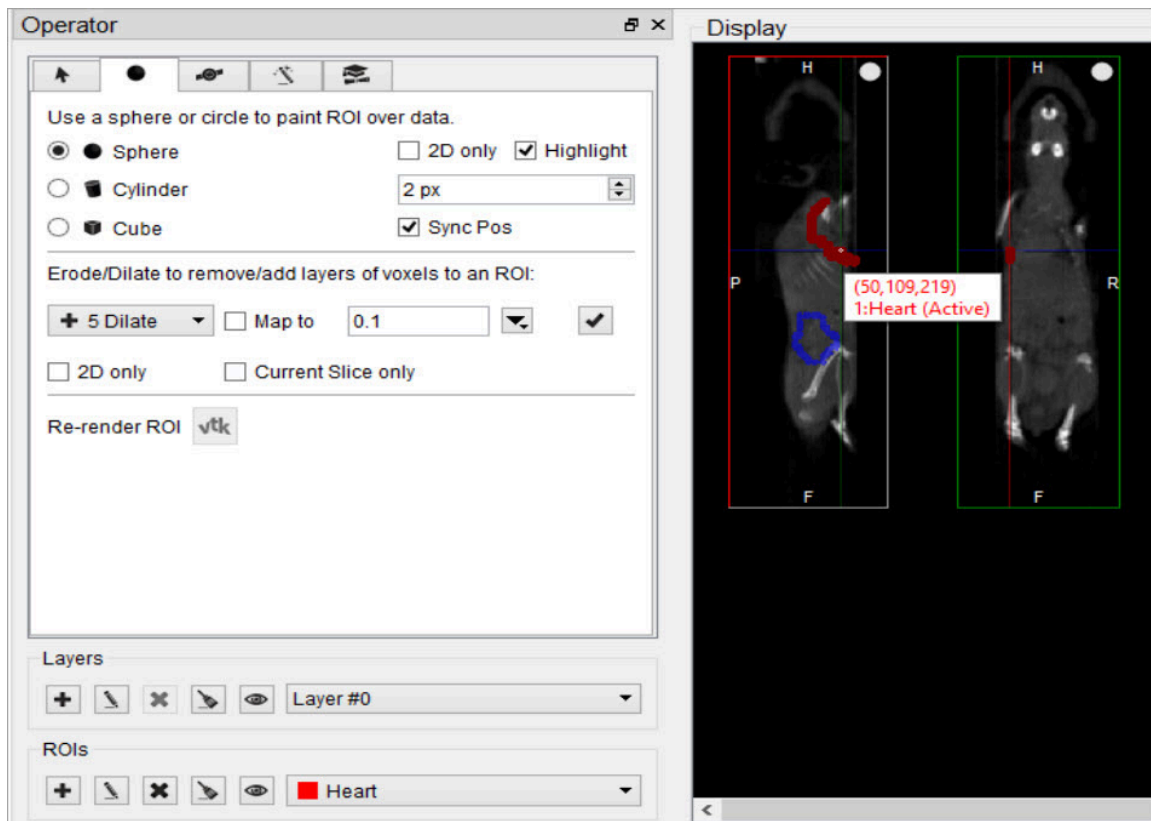 Operator
Display
Use a sphere or circle to paint ROI over data.
Sphere
2D only
Highlight
Cylinder
2 px
Cube
Sync Pos
Erode/Dilate to remove/add layers of voxels to an ROI:
5 Dilate
Map to
0.1
2D only
Current Slice only
Re-render ROI
vtk
Layers
Layer #0
ROIs
Heart
H
H
P
R
(50,109,219)
1:Heart (Active)
F
F